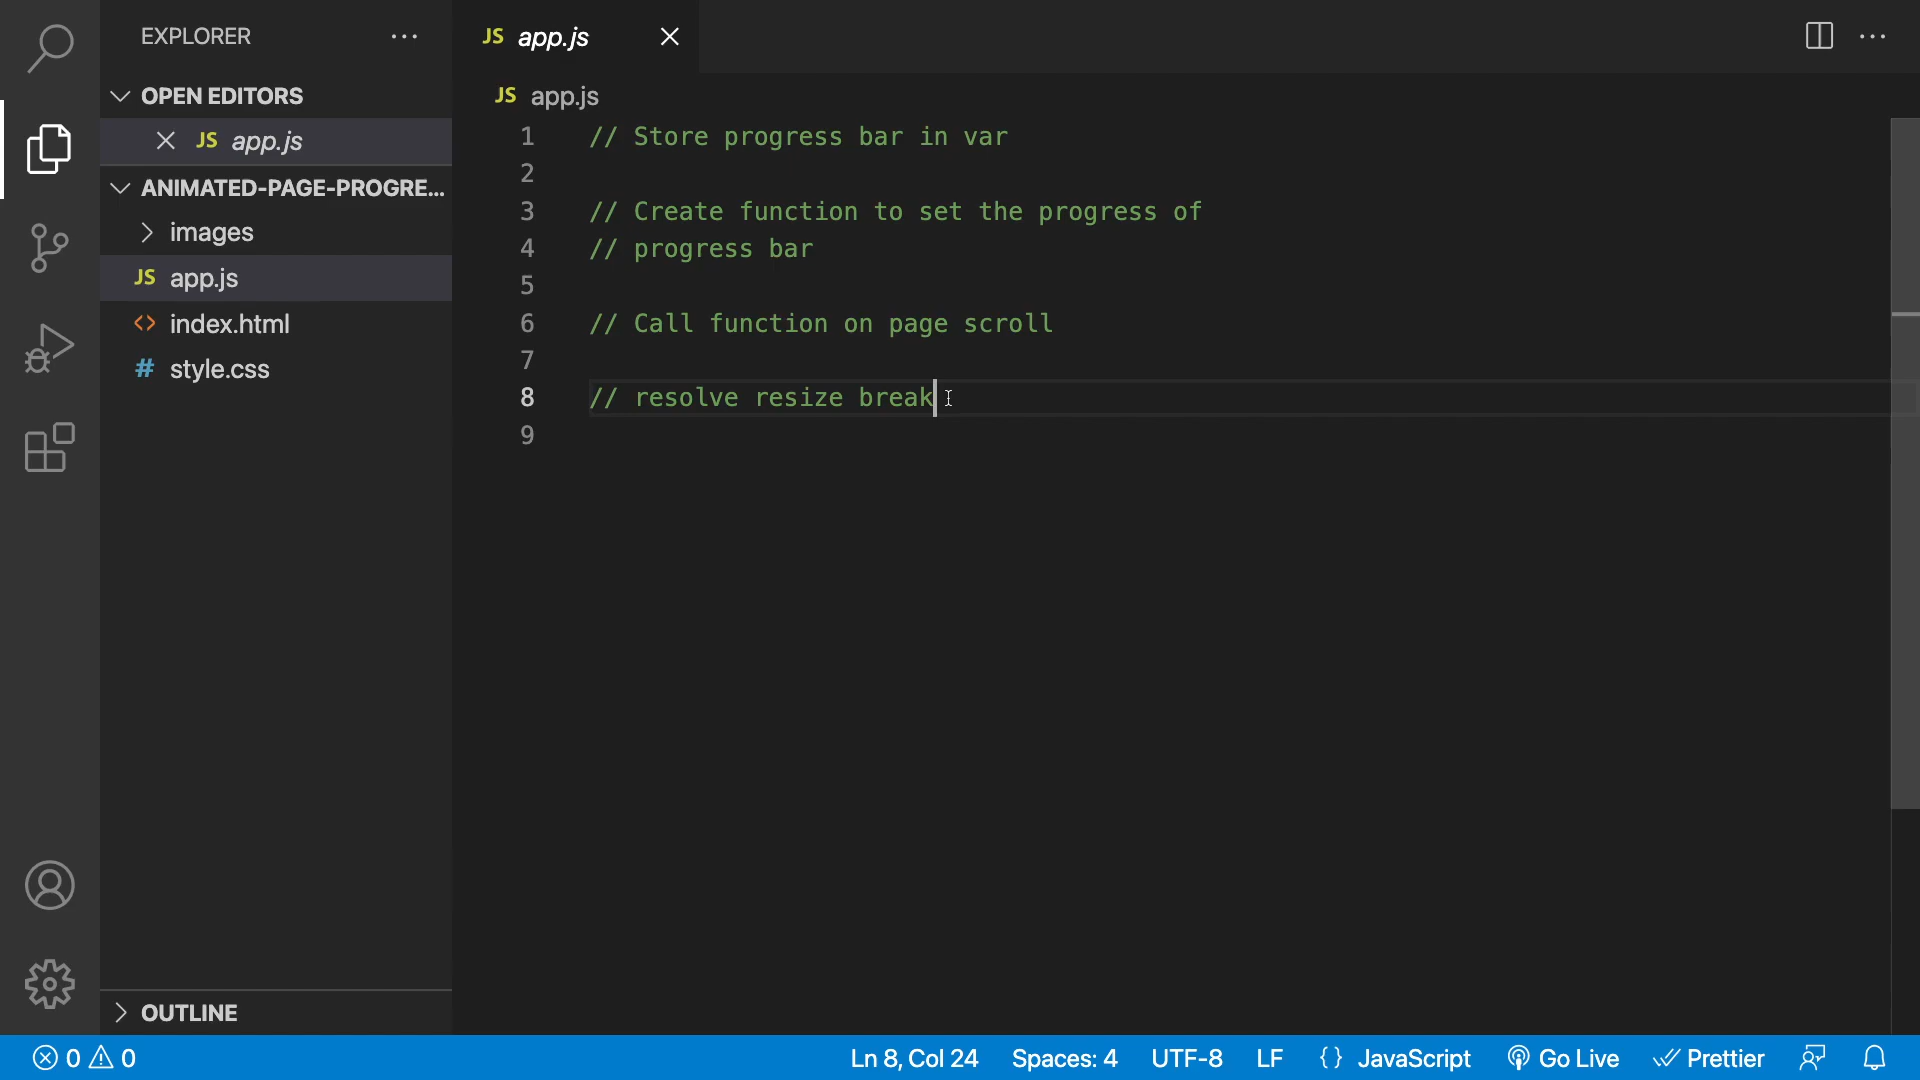 EXPLORER
OPEN EDITORS
JS app.js
ANIMATED-PAGE-PROGRE...
images
JS app.js
<> index.html
# style.css
OUTLINE
JS app.js
JS app.js
1 // Store progress bar in var
2
3 // Create function to set the progress of
4 // progress bar
5
6 // Call function on page scroll
7
8 // resolve resize break
9
0 0 Ln 8, Col 24 Spaces: 4 UTF-8 LF {} JavaScript Go Live Prettier